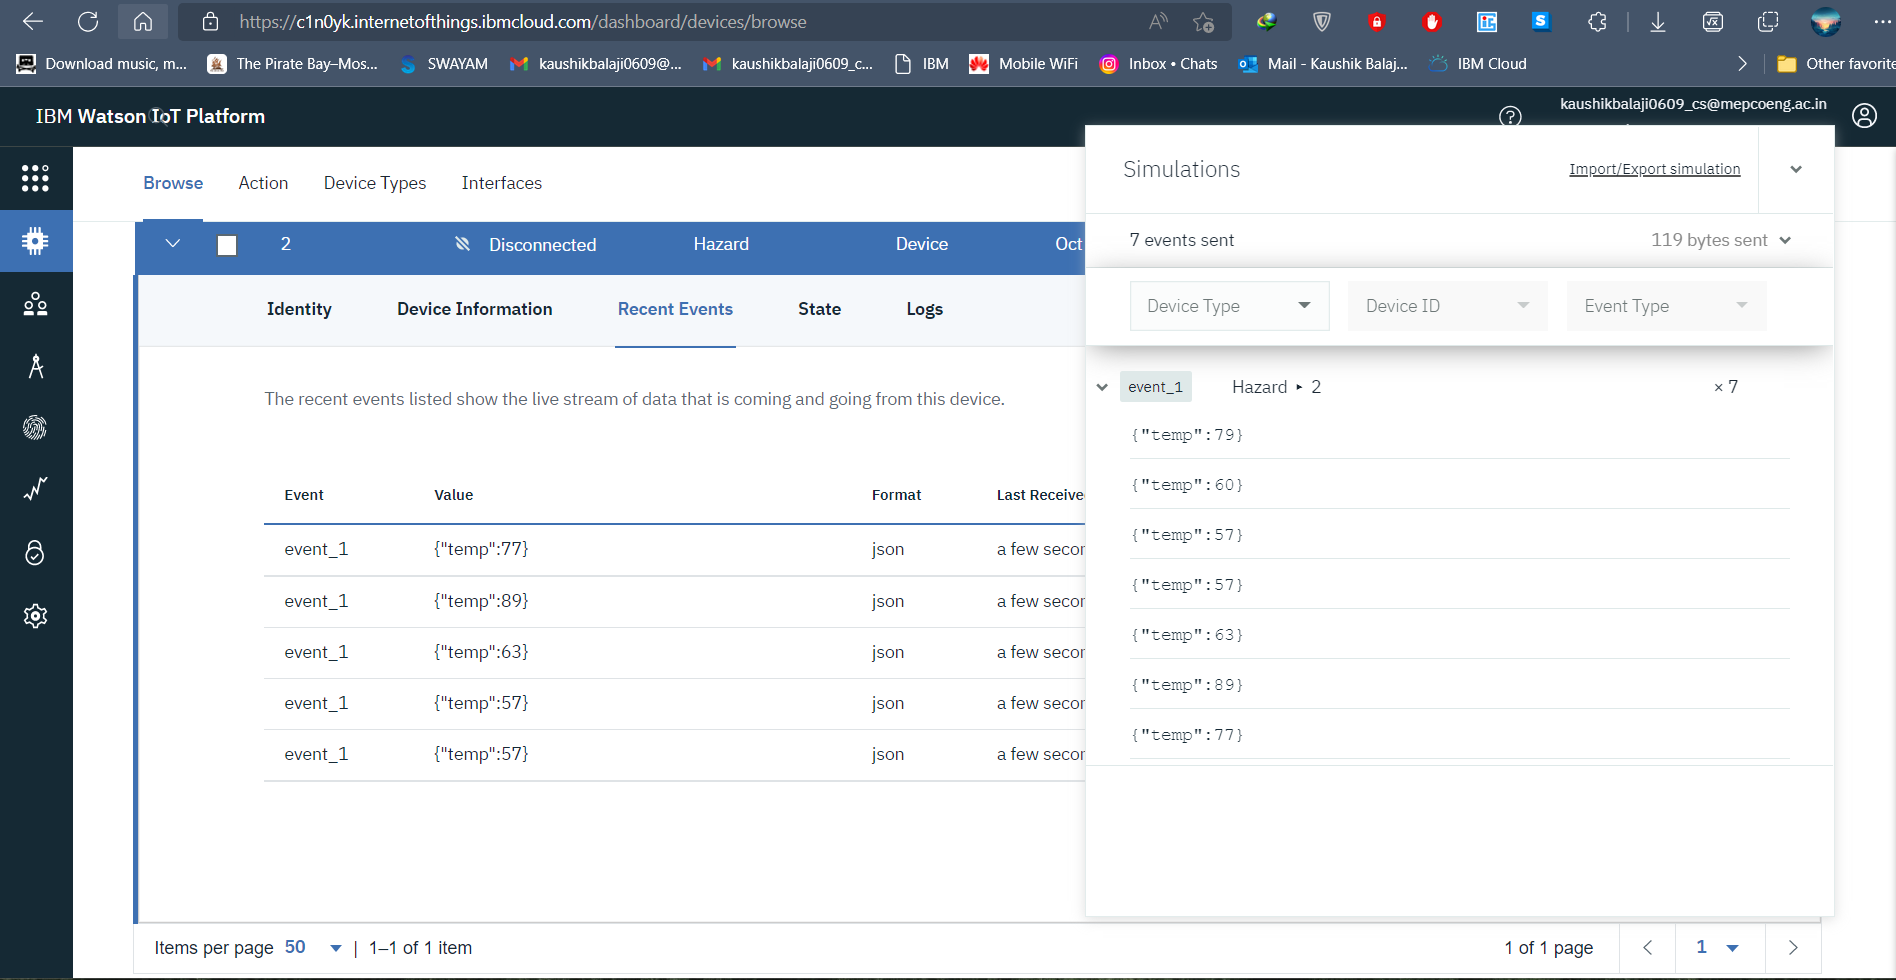 https://c1n0yk.internetofthings.ibmcloud.com/dashboard/devices/browse
Download music, m... The Pirate Bay–Mos... SWAYAM kaushikbalaji0609@... kaushikbalaji0609_c... IBM Mobile WiFi Inbox • Chats Mail - Kaushik Balaj... IBM Cloud Other favorite
IBM Watson IoT Platform
kaushikbalaji0609_cs@mepcoeng.ac.in
Browse Action Device Types Interfaces
2 Disconnected Hazard Device Oct
Identity Device Information Recent Events State Logs
The recent events listed show the live stream of data that is coming and going from this device.
Event Value Format Last Receive
event_1 {"temp":77} json a few secor
event_1 {"temp":89} json a few secor
event_1 {"temp":63} json a few secor
event_1 {"temp":57} json a few secor
event_1 {"temp":57} json a few secor
Simulations Import/Export simulation
7 events sent 119 bytes sent
Device Type Device ID Event Type
event_1 Hazard ▸ 2 × 7
{"temp":79}
{"temp":60}
{"temp":57}
{"temp":57}
{"temp":63}
{"temp":89}
{"temp":77}
Items per page 50 | 1–1 of 1 item 1 of 1 page 1